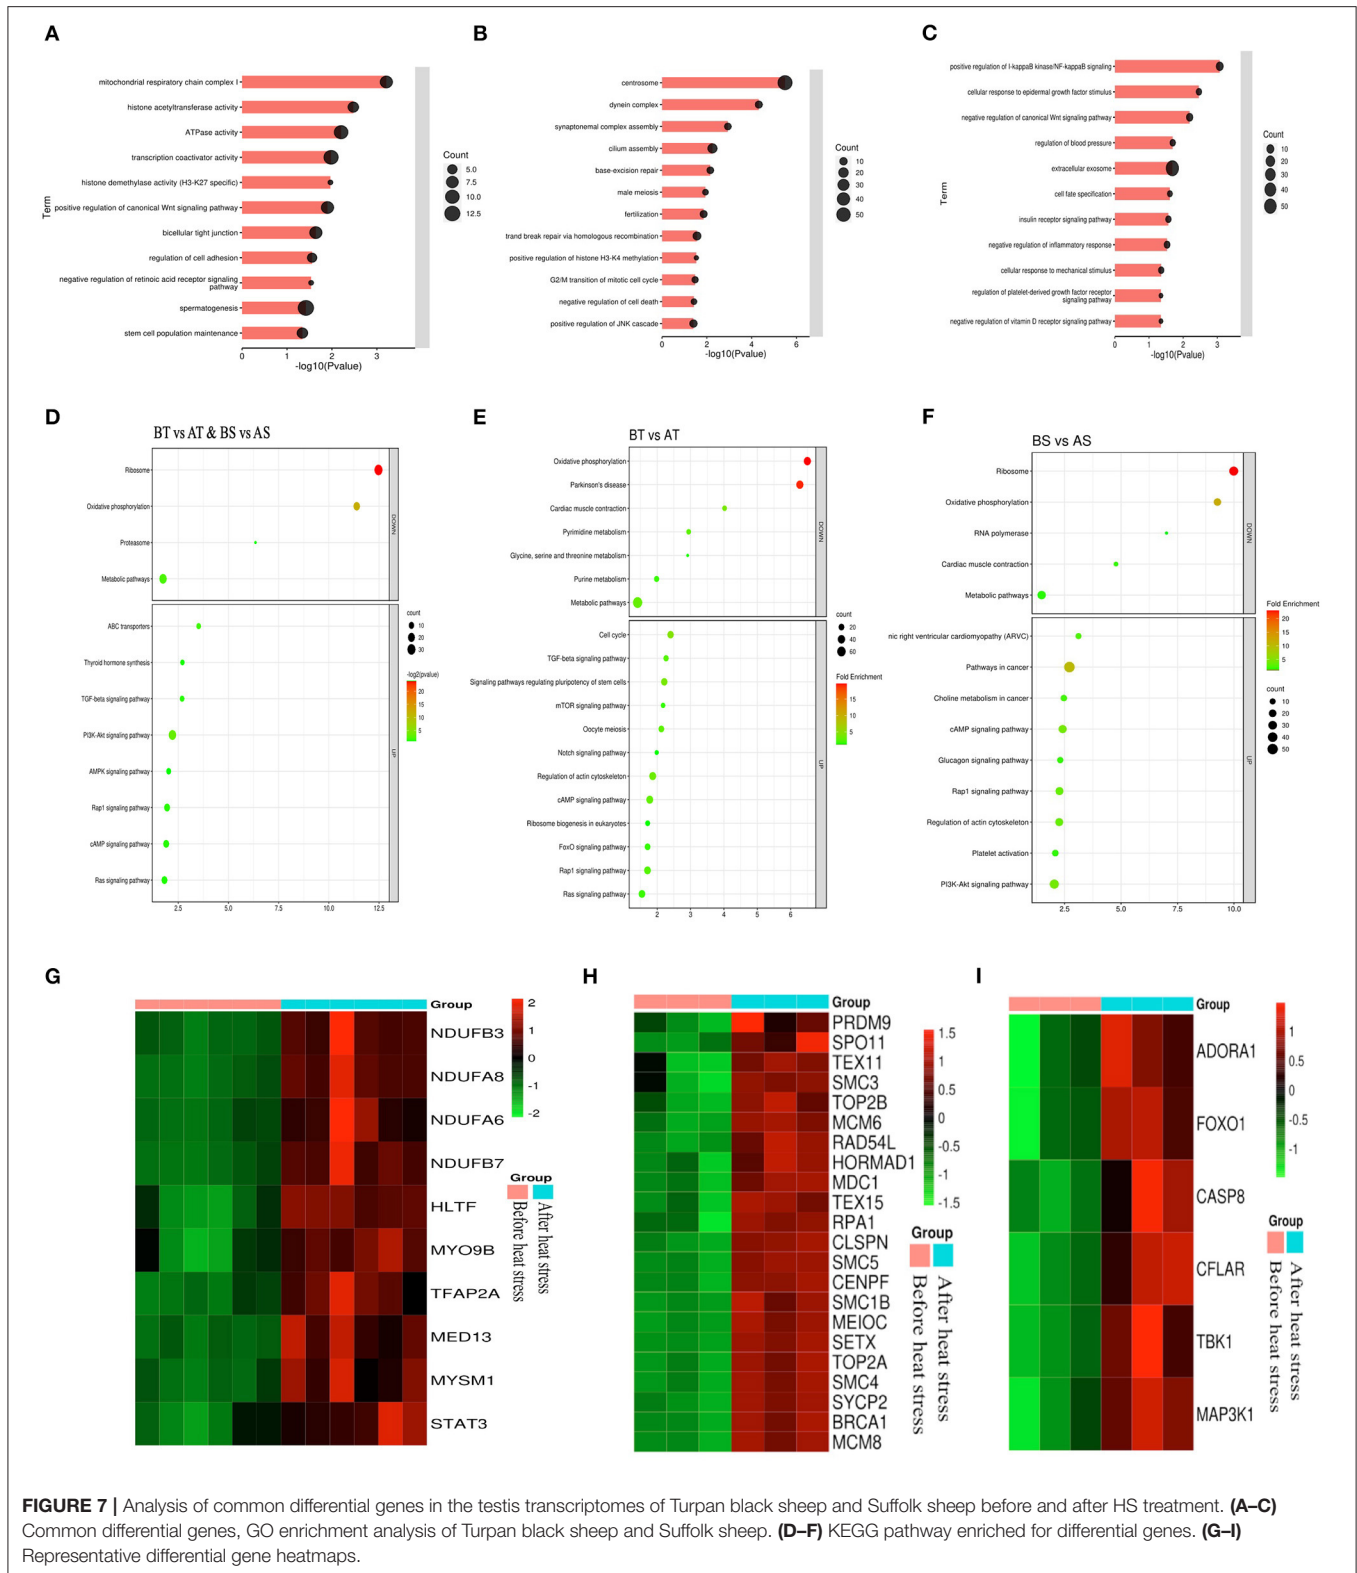 A
mitochondrial respiratory chain complex I
histone acetyltransferase activity
ATPase activity
transcription coactivator activity
histone demethylase activity (H3-K27 specific)
positive regulation of canonical Wnt signaling pathway
bicellular tight junction
regulation of cell adhesion
negative regulation of retinoic acid receptor signaling
pathway
spermatogenesis
stem cell population maintenance
Term
0 1 2 3
-log10(Pvalue)
Count
5.0
7.5
10.0
12.5
B
centrosome
dynein complex
synaptonemal complex assembly
cilium assembly
base-excision repair
male meiosis
fertilization
trand break repair via homologous recombination
positive regulation of histone H3-K4 methylation
G2/M transition of mitotic cell cycle
negative regulation of cell death
positive regulation of JNK cascade
0 2 4 6
-log10(Pvalue)
Count
10
20
30
40
50
C
positive regulation of I-kappaB kinase/NF-kappaB signaling
cellular response to epidermal growth factor stimulus
negative regulation of canonical Wnt signaling pathway
regulation of blood pressure
extracellular exosome
cell fate specification
insulin receptor signaling pathway
negative regulation of inflammatory response
cellular response to mechanical stimulus
regulation of platelet-derived growth factor receptor
signaling pathway
negative regulation of vitamin D receptor signaling pathway
Term
0 1 2 3
-log10(Pvalue)
Count
10
20
30
40
50
D
BT vs AT & BS vs AS
Ribosome
Oxidative phosphorylation
Proteasome
Metabolic pathways
DOWN
ABC transporters
Thyroid hormone synthesis
TGF-beta signaling pathway
PI3K-Akt signaling pathway
AMPK signaling pathway
Rap1 signaling pathway
cAMP signaling pathway
Ras signaling pathway
UP
2.5 5.0 7.5 10.0 12.5
count
10
20
30
-log2(pvalue)
20
15
10
5
E
BT vs AT
Oxidative phosphorylation
Parkinson's disease
Cardiac muscle contraction
Pyrimidine metabolism
Glycine, serine and threonine metabolism
Purine metabolism
Metabolic pathways
DOWN
Cell cycle
TGF-beta signaling pathway
Signaling pathways regulating pluripotency of stem cells
mTOR signaling pathway
Oocyte meiosis
Notch signaling pathway
Regulation of actin cytoskeleton
cAMP signaling pathway
Ribosome biogenesis in eukaryotes
FoxO signaling pathway
Rap1 signaling pathway
Ras signaling pathway
UP
2 3 4 5 6
count
20
40
60
Fold Enrichment
15
10
5
F
BS vs AS
Ribosome
Oxidative phosphorylation
RNA polymerase
Cardiac muscle contraction
Metabolic pathways
DOWN
nic right ventricular cardiomyopathy (ARVC)
Pathways in cancer
Choline metabolism in cancer
cAMP signaling pathway
Glucagon signaling pathway
Rap1 signaling pathway
Regulation of actin cytoskeleton
Platelet activation
PI3K-Akt signaling pathway
UP
2.5 5.0 7.5 10.0
Fold Enrichment
20
15
10
5
count
10
20
30
40
50
G
Group
NDUFB3
NDUFA8
NDUFA6
NDUFB7
HLTF
MYO9B
TFAP2A
MED13
MYSM1
STAT3
2
1
0
-1
-2
Group
Before heat stress
After heat stress
H
Group
PRDM9
SPO11
TEX11
SMC3
TOP2B
MCM6
RAD54L
HORMAD1
MDC1
TEX15
RPA1
CLSPN
SMC5
CENPF
SMC1B
MEIOC
SETX
TOP2A
SMC4
SYCP2
BRCA1
MCM8
1.5
1
0.5
0
-0.5
-1
-1.5
Group
Before heat stress
After heat stress
I
Group
ADORA1
FOXO1
CASP8
CFLAR
TBK1
MAP3K1
1
0.5
0
-0.5
-1
Group
Before heat stress
After heat stress
FIGURE 7 | Analysis of common differential genes in the testis transcriptomes of Turpan black sheep and Suffolk sheep before and after HS treatment. (A–C)
Common differential genes, GO enrichment analysis of Turpan black sheep and Suffolk sheep. (D–F) KEGG pathway enriched for differential genes. (G–I)
Representative differential gene heatmaps.